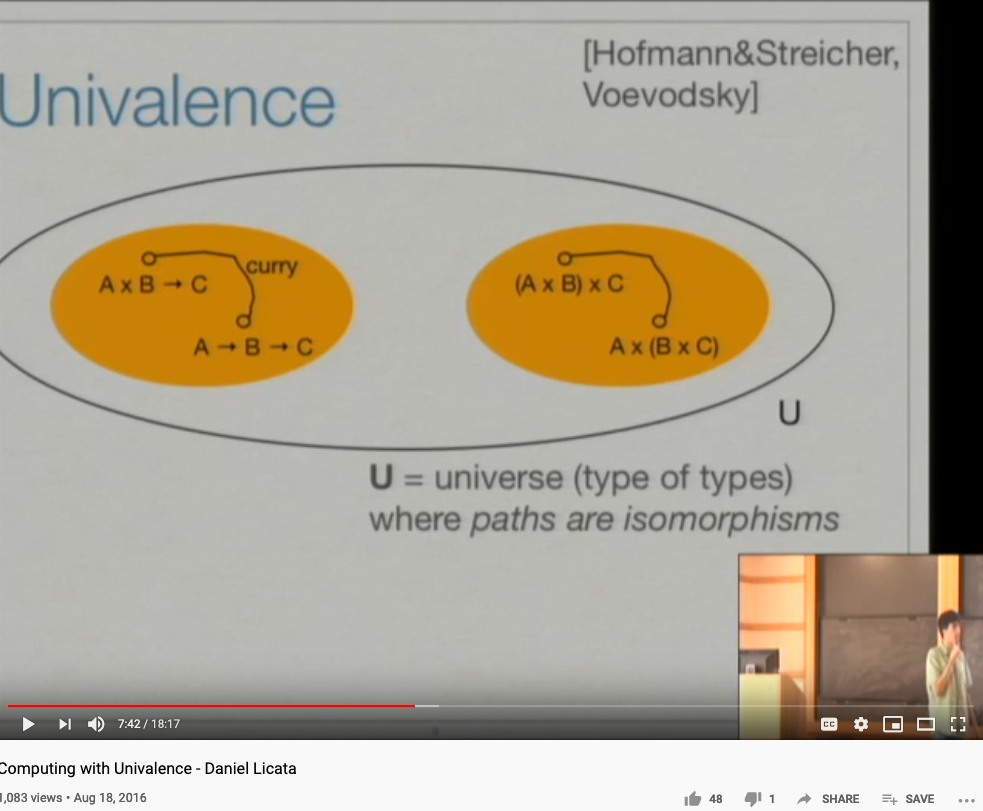 Univalence
[Hofmann&Streicher,
Voevodsky]
A x B → C
curry
A → B → C
(A x B) x C
A x (B x C)
U
U = universe (type of types)
where paths are isomorphisms
7:42 / 18:17
CC
Computing with Univalence - Daniel Licata
1,083 views • Aug 18, 2016
48
1
SHARE
SAVE